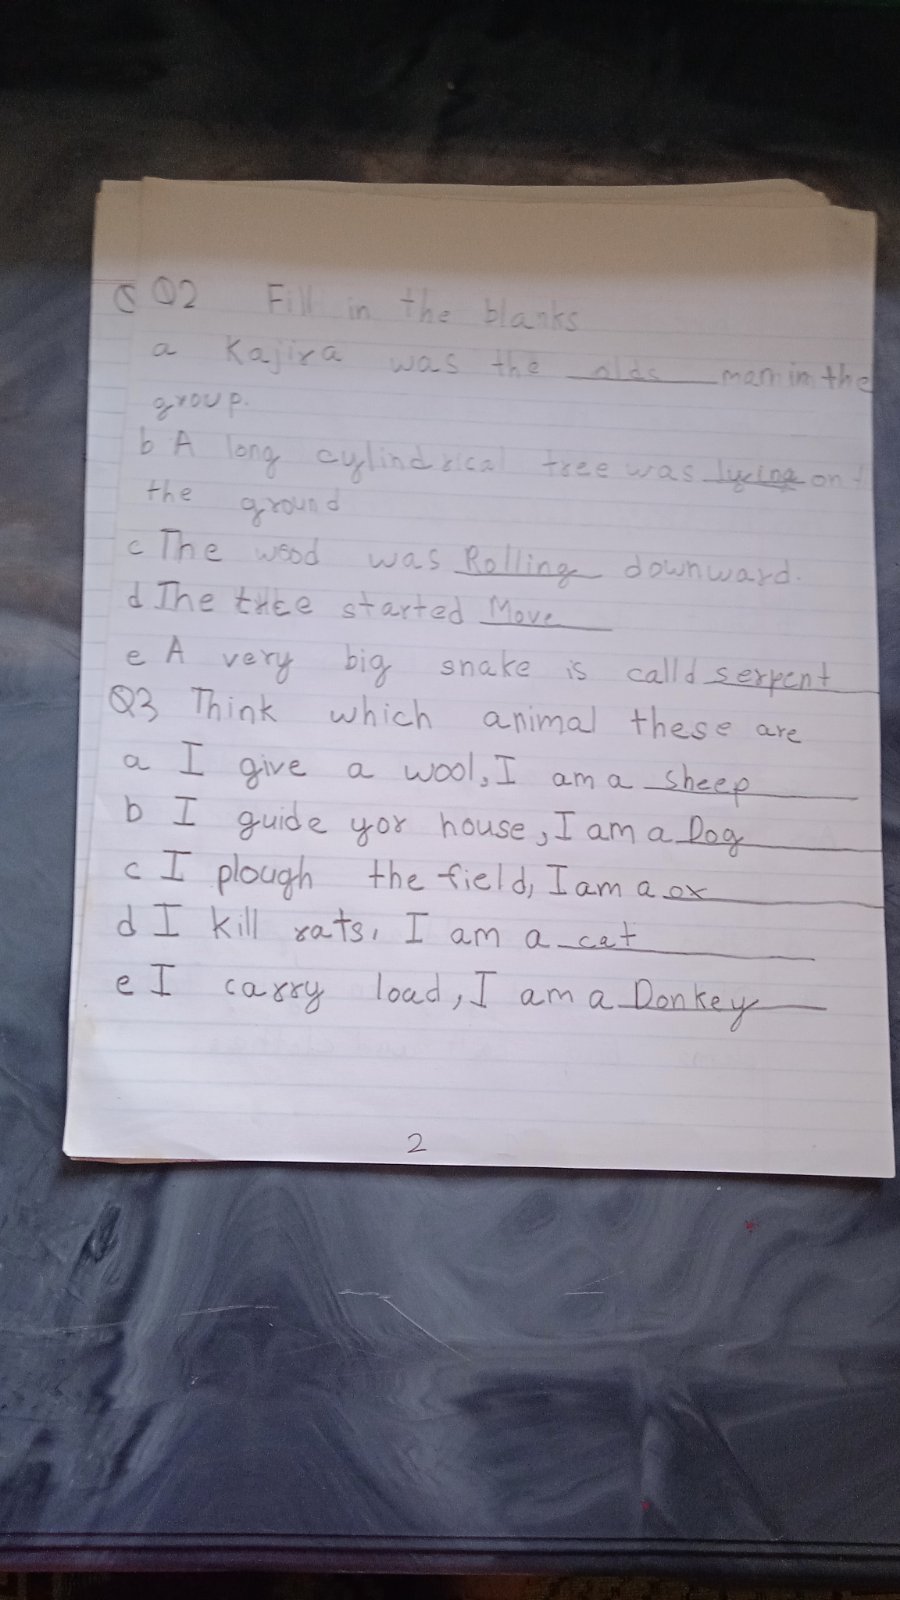 Q2 Fill in the blanks
a Kajira was the olds man in the
group.
b A long cylindrical tree was lying on
the ground
c The wood was Rolling downward.
d The tree started Move
e A very big snake is calld serpent
Q3 Think which animal these are
a I give a wool, I am a sheep
b I guide yor house, I am a Dog
c I plough the field, I am a ox
d I kill rats, I am a cat
e I carry load, I am a Donkey
2